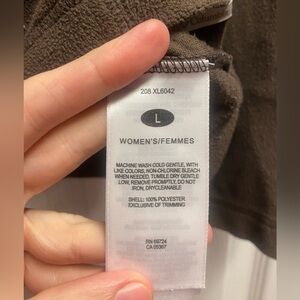 208 XL6042
L
WOMEN'S/FEMMES
MACHINE WASH COLD GENTLE, WITH
LIKE COLORS, NON-CHLORINE BLEACH
WHEN NEEDED, TUMBLE DRY GENTLE
LOW, REMOVE PROMPTLY, DO NOT
IRON, DRYCLEANABLE
SHELL: 100% POLYESTER
EXCLUSIVE OF TRIMMING
RN 69724
CA 05367